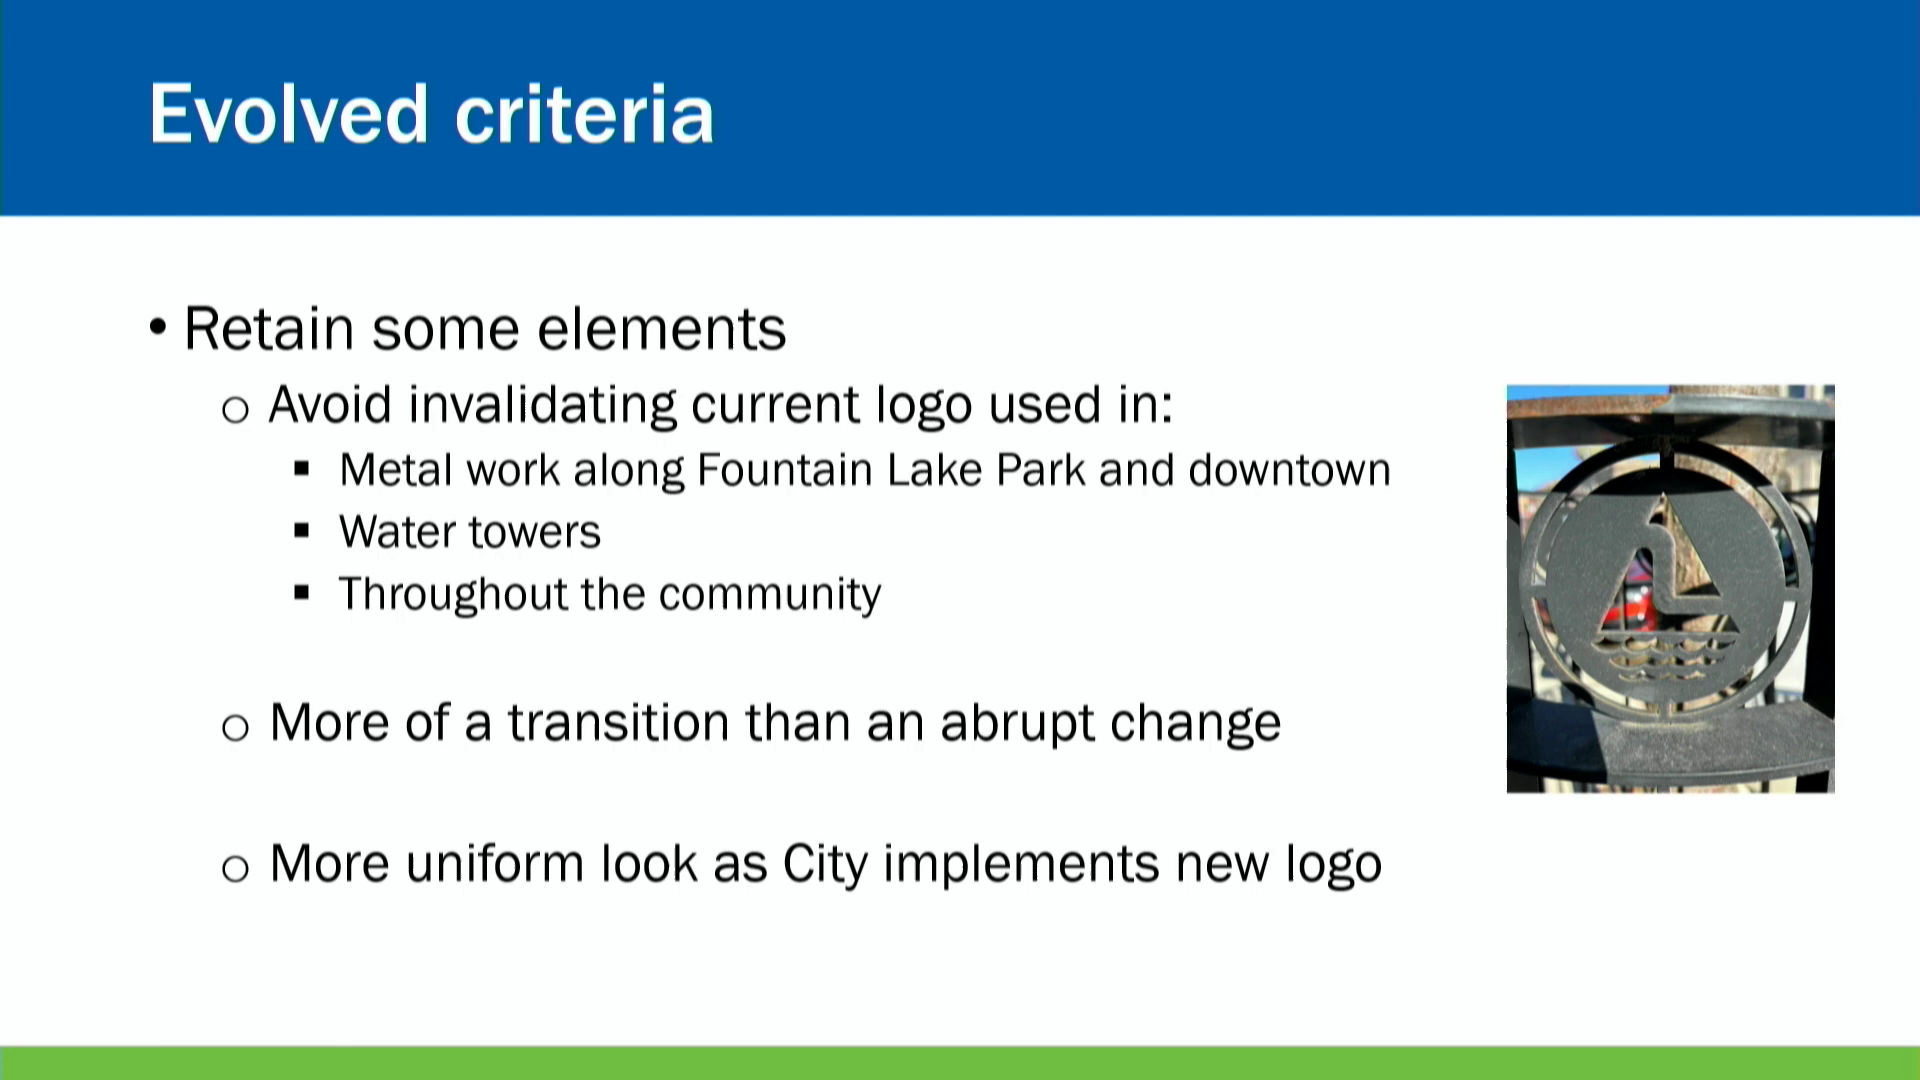 Evolved criteria
• Retain some elements
o Avoid invalidating current logo used in:
▪ Metal work along Fountain Lake Park and downtown
▪ Water towers
▪ Throughout the community
o More of a transition than an abrupt change
o More uniform look as City implements new logo